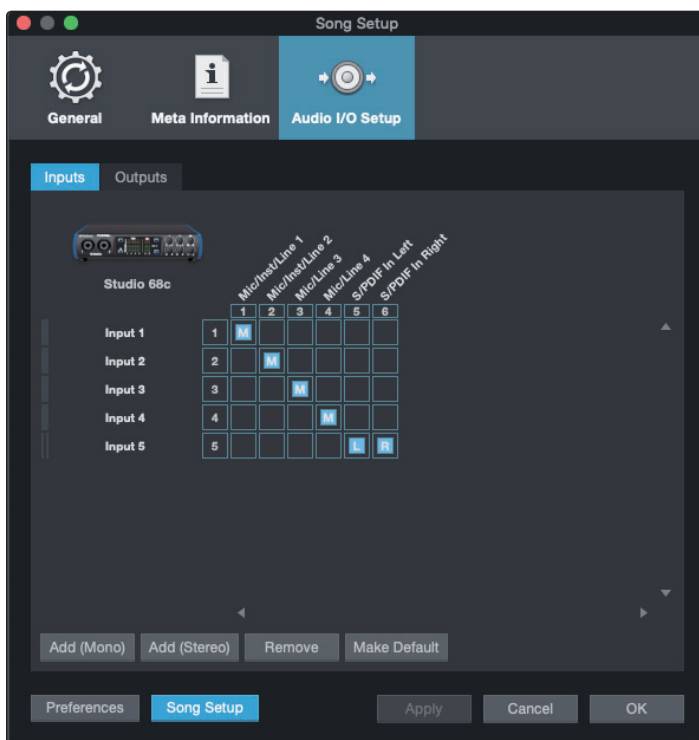 Song Setup
General Meta Information Audio I/O Setup
Inputs Outputs
Studio 68c
Mic/Inst/Line 1
Mic/Inst/Line 2
Mic/Line 3
Mic/Line 4
S/PDIF In Left
S/PDIF In Right
1 2 3 4 5 6
Input 1 1 M
Input 2 2 M
Input 3 3 M
Input 4 4 M
Input 5 5 L R
Add (Mono) Add (Stereo) Remove Make Default
Preferences Song Setup Apply Cancel OK